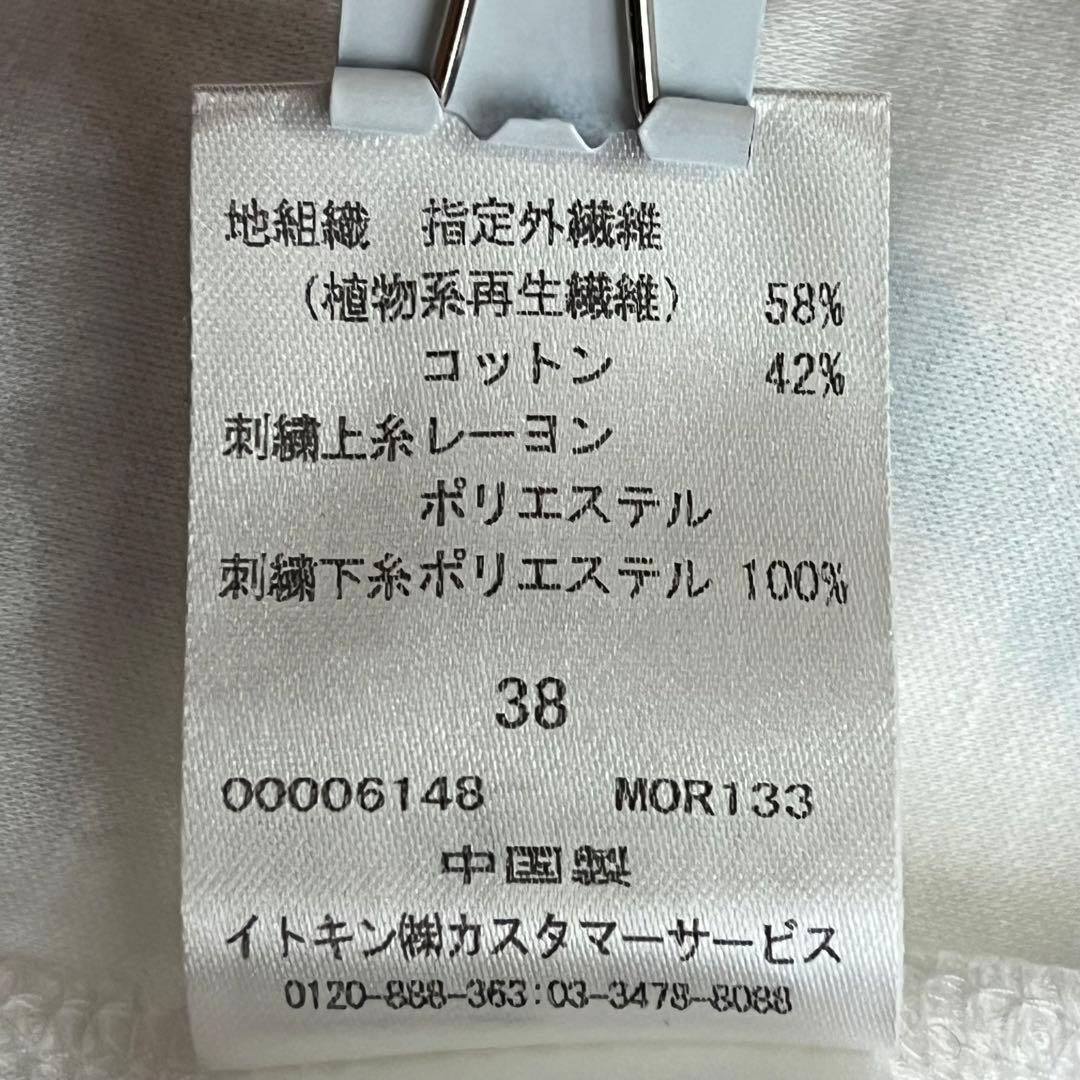 地組織 指定外繊維
(植物系再生繊維) 58%
コットン 42%
刺繍上糸レーヨン
ポリエステル
刺繍下糸ポリエステル 100%
38
00006148 MOR133
中国製
イトキン㈱カスタマーサービス
0120-888-363:03-3478-8088